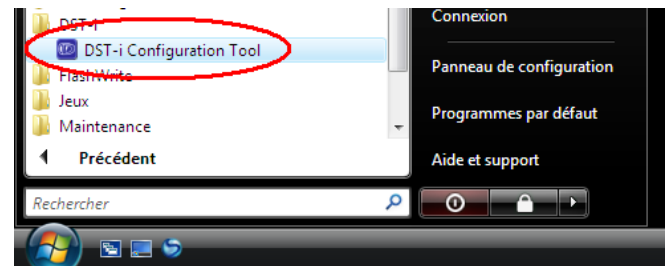 DST-i
DST-i Configuration Tool
FlashWrite
Jeux
Maintenance
Précédent
Rechercher
Connexion
Panneau de configuration
Programmes par défaut
Aide et support